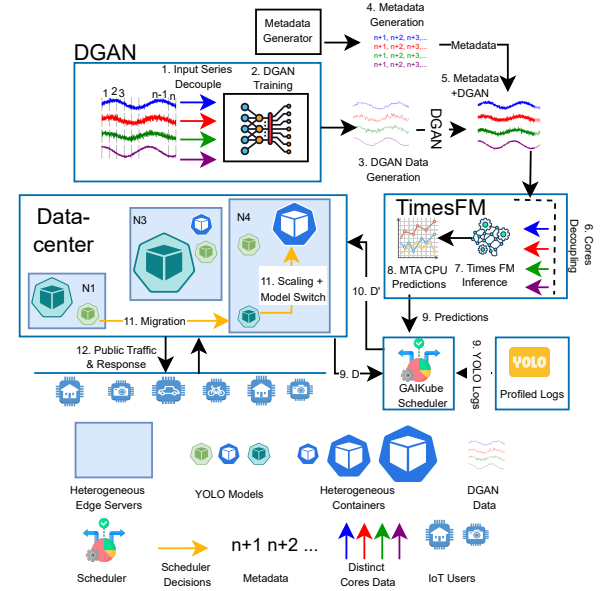 Metadata
Generator
4. Metadata
Generation
n+1, n+2, n+3,...
n+1, n+2, n+3,...
n+1, n+2, n+3,...
n+1, n+2, n+3,...
Metadata
DGAN
1. Input Series
Decouple
2. DGAN
Training
1 2 3 n-1 n
5. Metadata
+DGAN
DGAN
3. DGAN Data
Generation
Data-
center
N3
N4
N1
11. Scaling +
Model Switch
11. Migration
TimesFM
8. MTA CPU
Predictions
7. Times FM
Inference
6. Cores
Decoupling
10. D'
9. Predictions
12. Public Traffic
& Response
9. D
GAIKube
Scheduler
9. YOLO Logs
YOLO
Profiled Logs
Heterogeneous
Edge Servers
YOLO Models
Heterogeneous
Containers
DGAN
Data
Scheduler
Scheduler
Decisions
n+1 n+2 ...
Metadata
Distinct
Cores Data
IoT Users